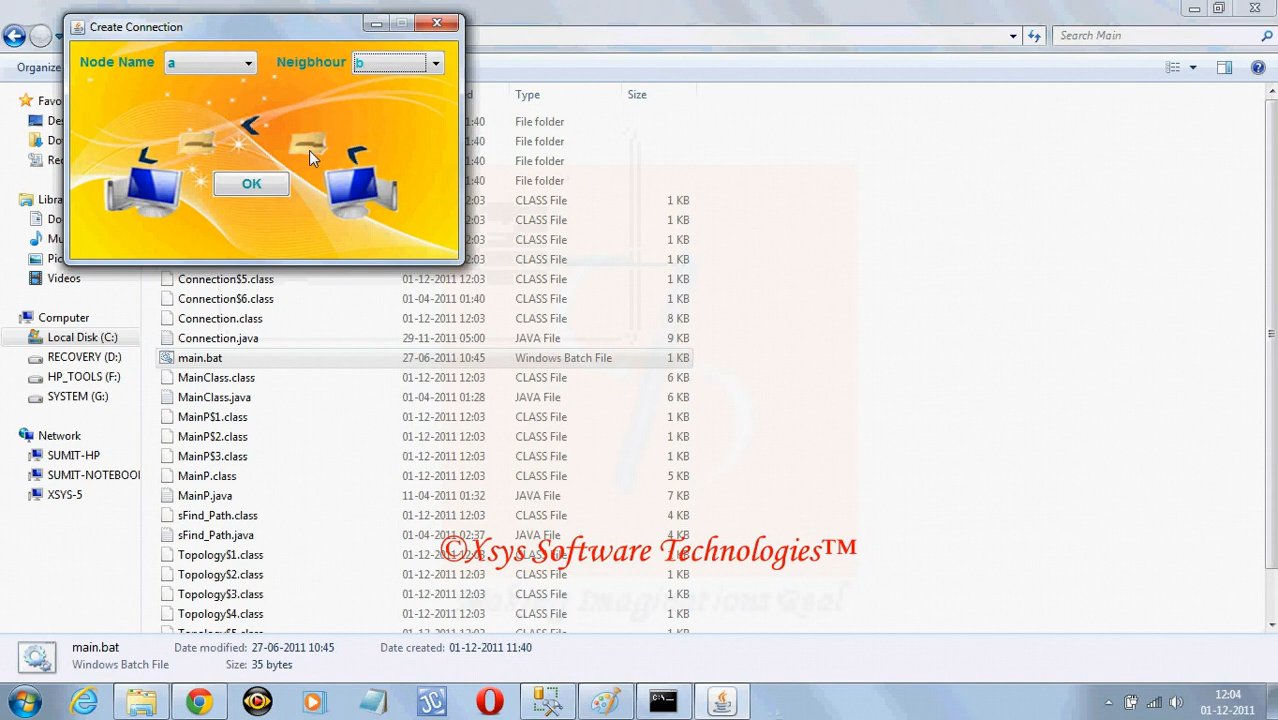 Create Connection
Node Name a Neigbhour b
OK
Search Main
Organize
d Type Size
Favo
De
Do
Re
Libra
Do
Mu
Pic
Videos
Computer
Local Disk (C:)
RECOVERY (D:)
HP_TOOLS (F:)
SYSTEM (G:)
Network
SUMIT-HP
SUMIT-NOTEBOO
XSYS-5
:40 File folder
:40 File folder
:40 File folder
:40 File folder
:03 CLASS File 1 KB
:03 CLASS File 1 KB
:03 CLASS File 1 KB
:03 CLASS File 1 KB
Connection$5.class 01-12-2011 12:03 CLASS File 1 KB
Connection$6.class 01-04-2011 01:40 CLASS File 1 KB
Connection.class 01-12-2011 12:03 CLASS File 8 KB
Connection.java 29-11-2011 05:00 JAVA File 9 KB
main.bat 27-06-2011 10:45 Windows Batch File 1 KB
MainClass.class 01-12-2011 12:03 CLASS File 6 KB
MainClass.java 01-04-2011 01:28 JAVA File 6 KB
MainP$1.class 01-12-2011 12:03 CLASS File 1 KB
MainP$2.class 01-12-2011 12:03 CLASS File 1 KB
MainP$3.class 01-12-2011 12:03 CLASS File 1 KB
MainP.class 01-12-2011 12:03 CLASS File 5 KB
MainP.java 11-04-2011 01:32 JAVA File 7 KB
sFind_Path.class 01-12-2011 12:03 CLASS File 4 KB
sFind_Path.java 01-04-2011 02:37 JAVA File 4 KB
©Xsys Software Technologies™
Topology$1.class 01-12-2011 12:03 CLASS File 1 KB
Topology$2.class 01-12-2011 12:03 CLASS File 1 KB
Topology$3.class 01-12-2011 12:03 CLASS File 1 KB
Topology$4.class 01-12-2011 12:03 CLASS File 1 KB
main.bat Date modified: 27-06-2011 10:45 Date created: 01-12-2011 11:40
Windows Batch File Size: 35 bytes
12:04
01-12-2011